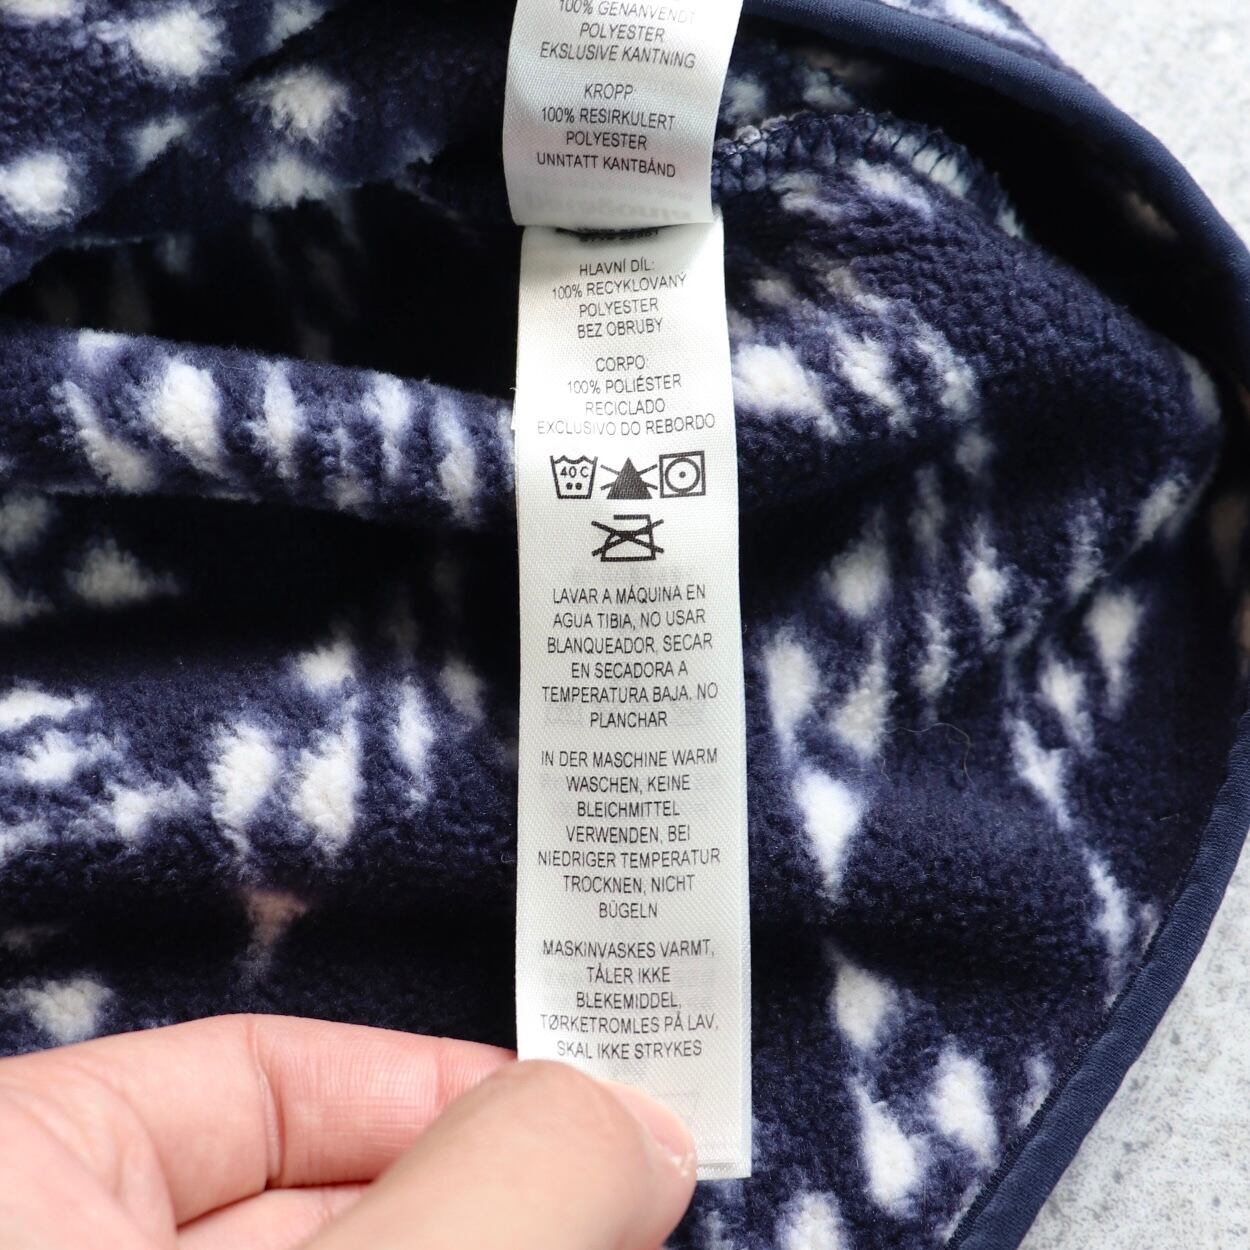 100% GENANVENDT
POLYESTER
EKSLUSIVE KANTNING
KROPP:
100% RESIRKULERT
POLYESTER
UNNTATT KANTBÅND
HLAVNÍ DÍL:
100% RECYKLOVANÝ
POLYESTER
BEZ OBRUBY
CORPO:
100% POLIÉSTER
RECICLADO
EXCLUSIVO DO REBORDO
40 C
LAVAR A MÁQUINA EN
AGUA TIBIA, NO USAR
BLANQUEADOR, SECAR
EN SECADORA A
TEMPERATURA BAJA. NO
PLANCHAR
IN DER MASCHINE WARM
WASCHEN, KEINE
BLEICHMITTEL
VERWENDEN, BEI
NIEDRIGER TEMPERATUR
TROCKNEN, NICHT
BÜGELN
MASKINVASKES VARMT,
TÅLER IKKE
BLEKEMIDDEL,
TØRKETROMLES PÅ LAV,
SKAL IKKE STRYKES